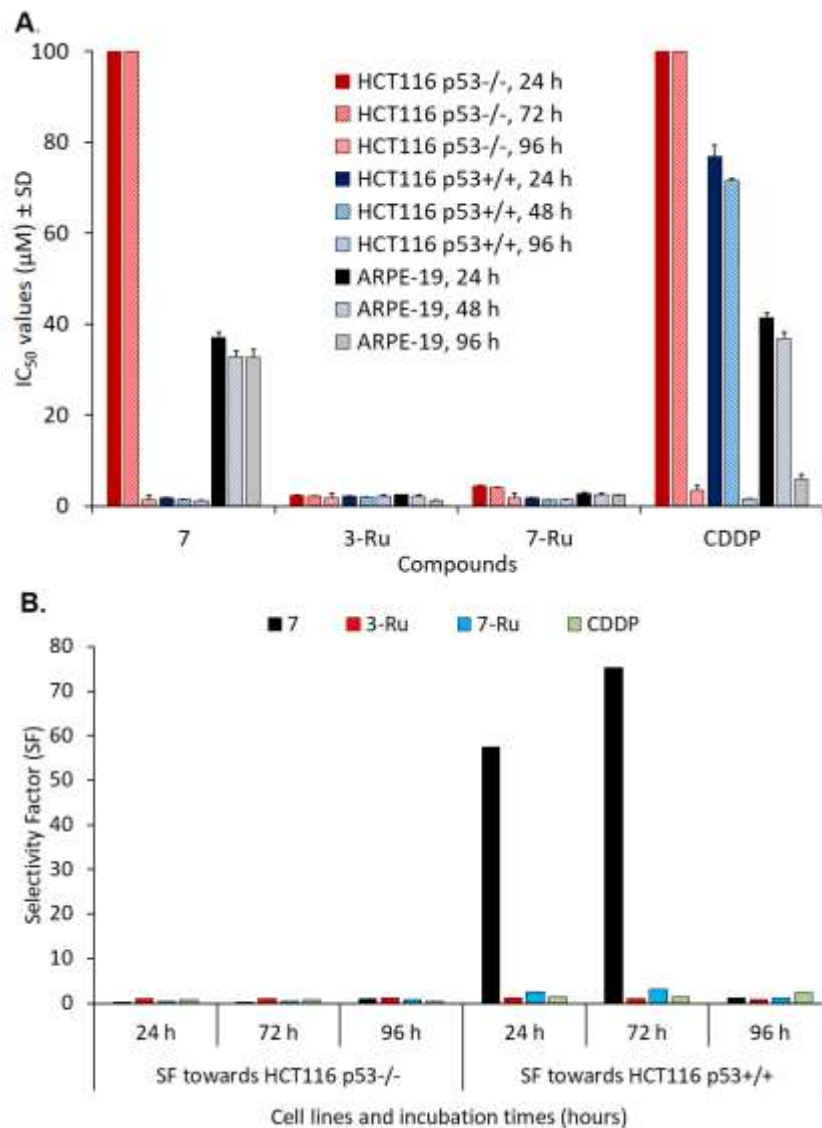 A.
IC₅₀ values (µM) ± SD
100
80
60
40
20
0
HCT116 p53-/-, 24 h
HCT116 p53-/-, 72 h
HCT116 p53-/-, 96 h
HCT116 p53+/+, 24 h
HCT116 p53+/+, 48 h
HCT116 p53+/+, 96 h
ARPE-19, 24 h
ARPE-19, 48 h
ARPE-19, 96 h
7 3-Ru 7-Ru CDDP
Compounds
B.
7 3-Ru 7-Ru CDDP
Selectivity Factor (SF)
80
70
60
50
40
30
20
10
0
24 h 72 h 96 h 24 h 72 h 96 h
SF towards HCT116 p53-/- SF towards HCT116 p53+/+
Cell lines and incubation times (hours)